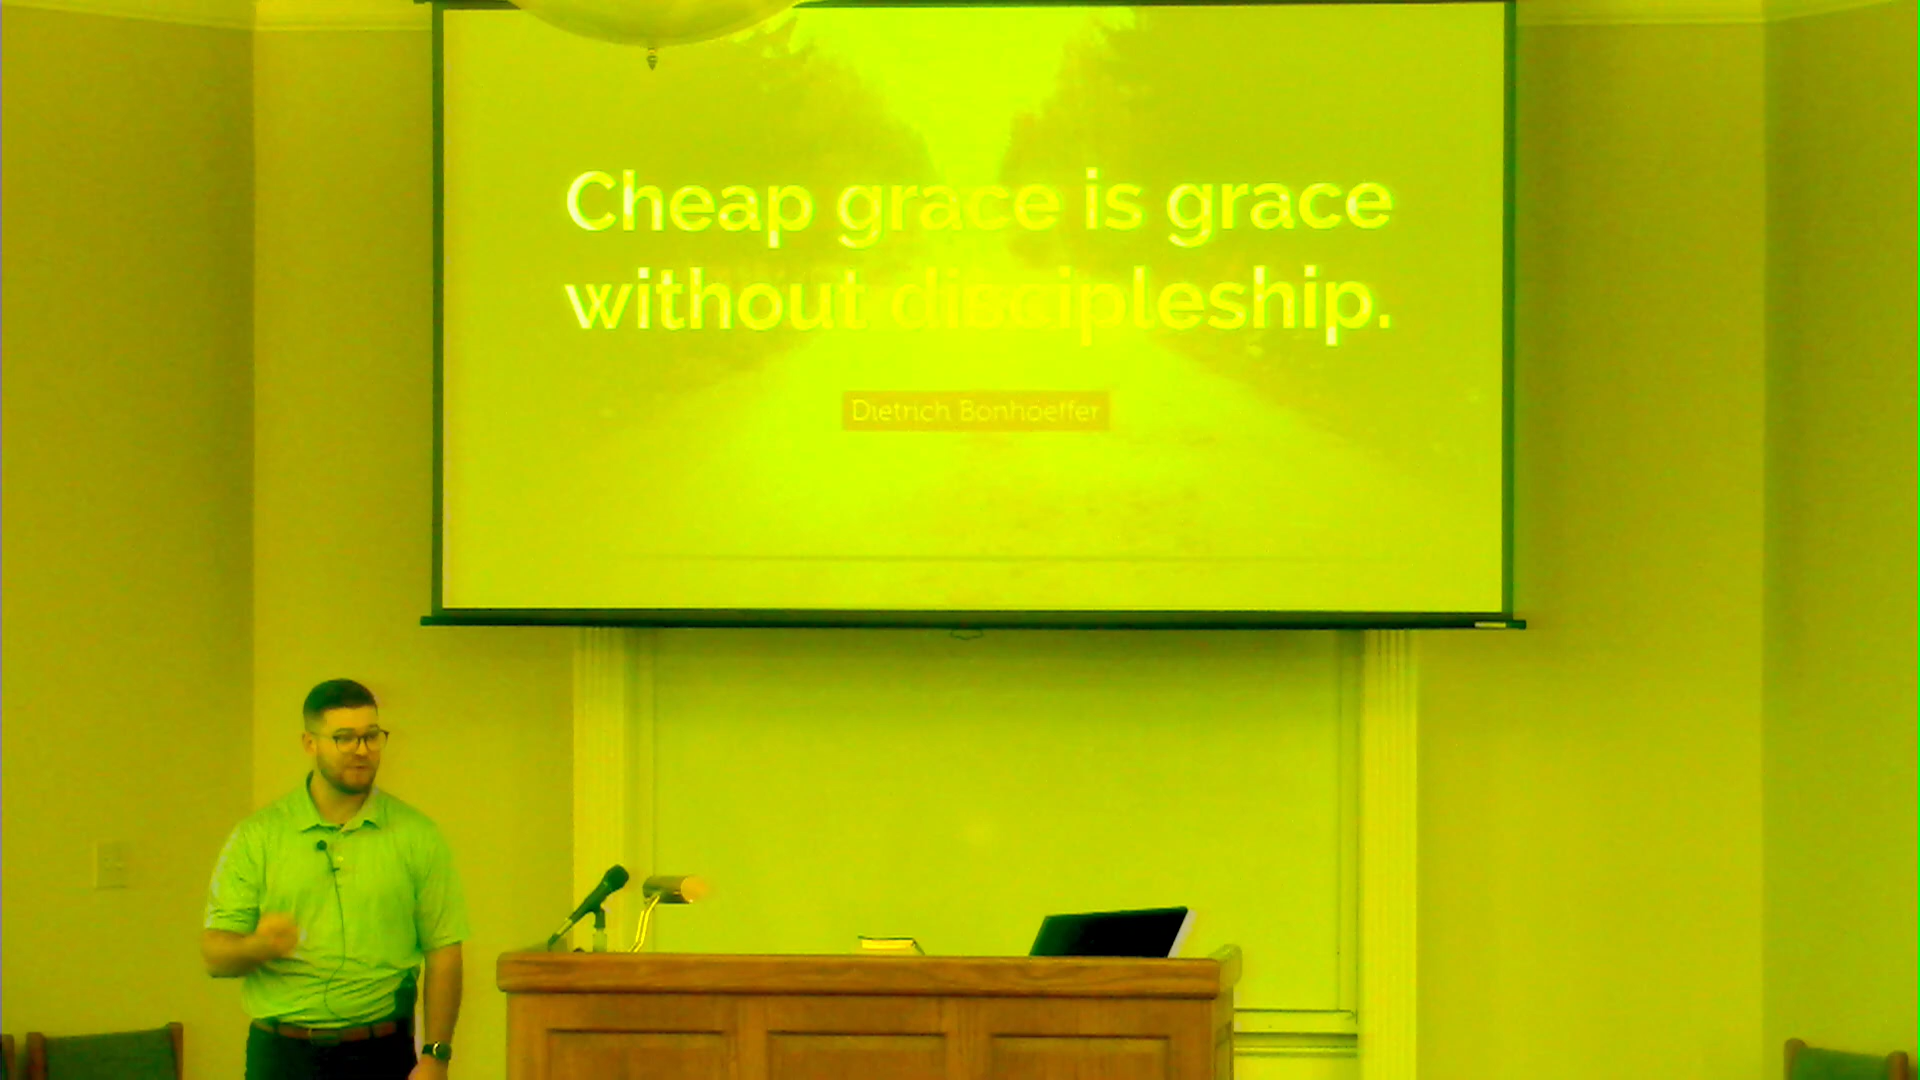 Cheap grace is grace
without discipleship.
Dietrich Bonhoeffer